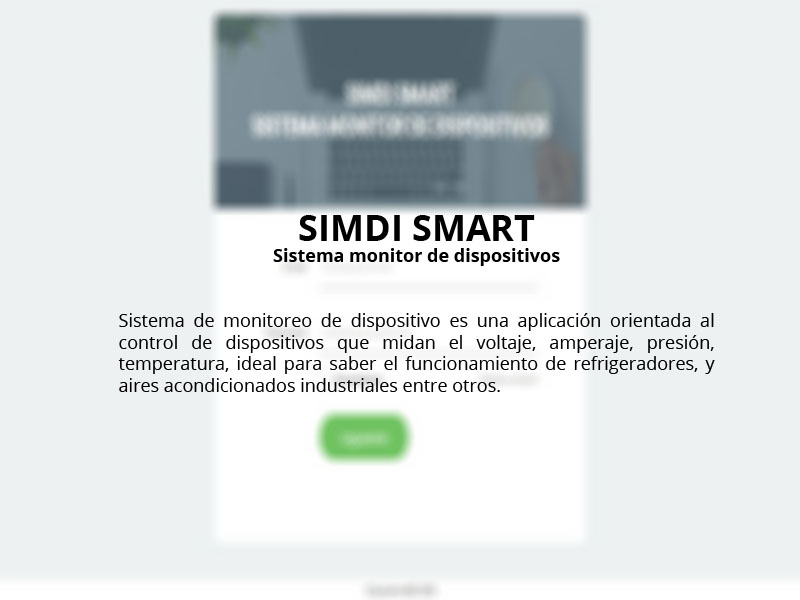 SIMDI SMART
SISTEMA MONITOR DE DISPOSITIVOS
SIMDI SMART
Sistema monitor de dispositivos
Sistema de monitoreo de dispositivo es una aplicación orientada al
control de dispositivos que midan el voltaje, amperaje, presión,
temperatura, ideal para saber el funcionamiento de refrigeradores, y
aires acondicionados industriales entre otros.